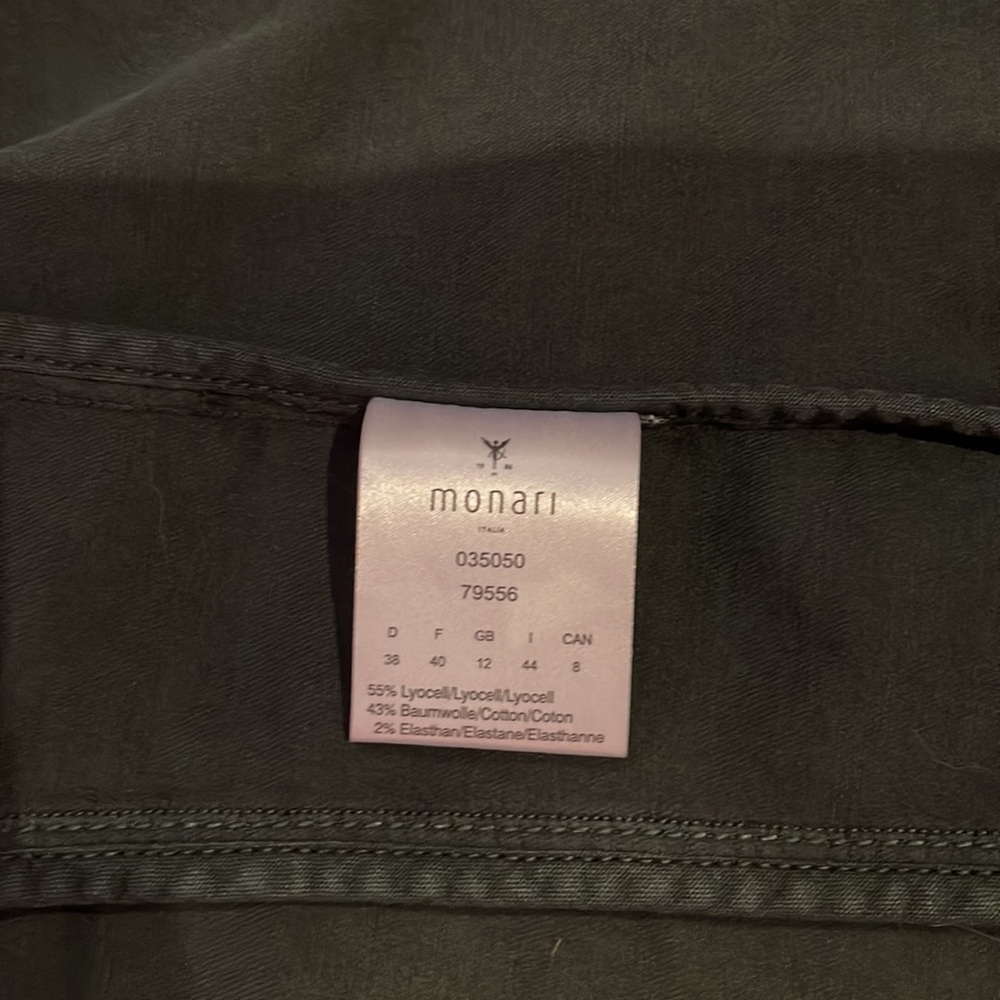 monari
ITALIA
035050
79556
D F GB I CAN
38 40 12 44 8
55% Lyocell/Lyocell/Lyocell
43% Baumwolle/Cotton/Coton
2% Elasthan/Elastane/Elasthanne